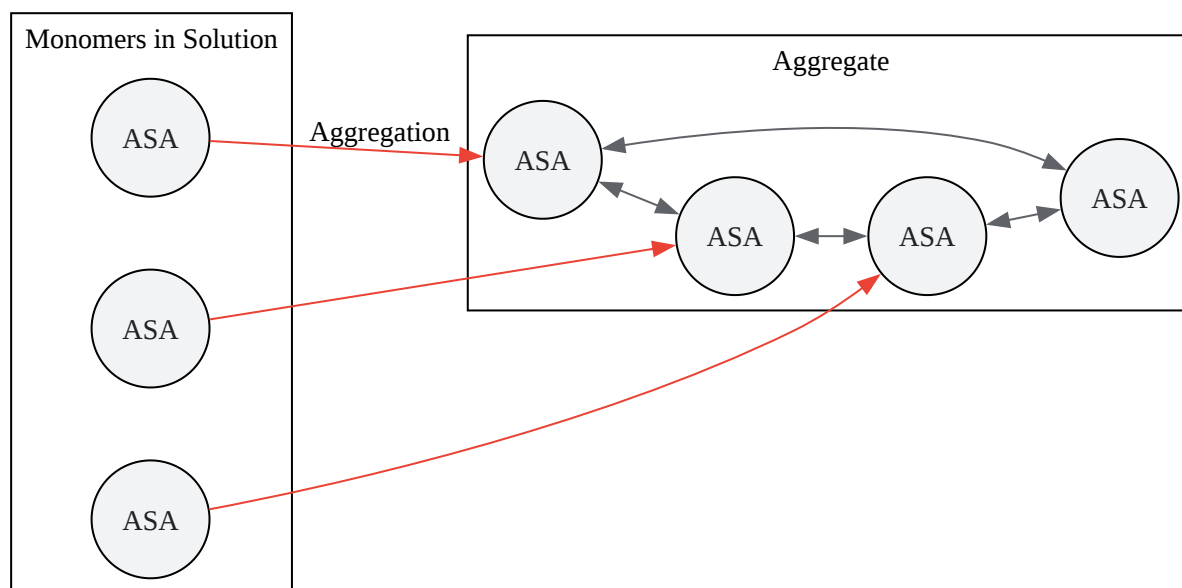 Monomers in Solution
ASA
ASA
ASA
Aggregation
Aggregate
ASA
ASA
ASA
ASA